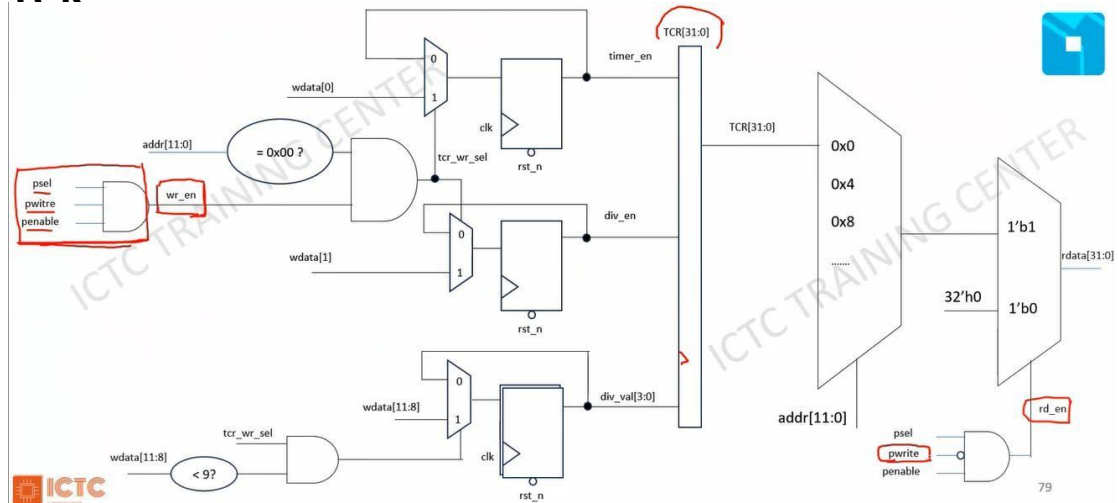 TCR[31:0]
timer_en
0
1
wdata[0]
clk
rst_n
addr[11:0]
= 0x00 ?
tcr_wr_sel
psel
pwitre
penable
wr_en
div_en
0
1
wdata[1]
rst_n
TCR[31:0]
0x0
0x4
0x8
.......
1'b1
rdata[31:0]
32'h0
1'b0
0
1
wdata[11:8]
div_val[3:0]
clk
rst_n
tcr_wr_sel
wdata[11:8]
< 9?
addr[11:0]
rd_en
psel
pwrite
penable
ICTC TRAINING CENTER
ICTC TRAINING CENTER
ICTC
79